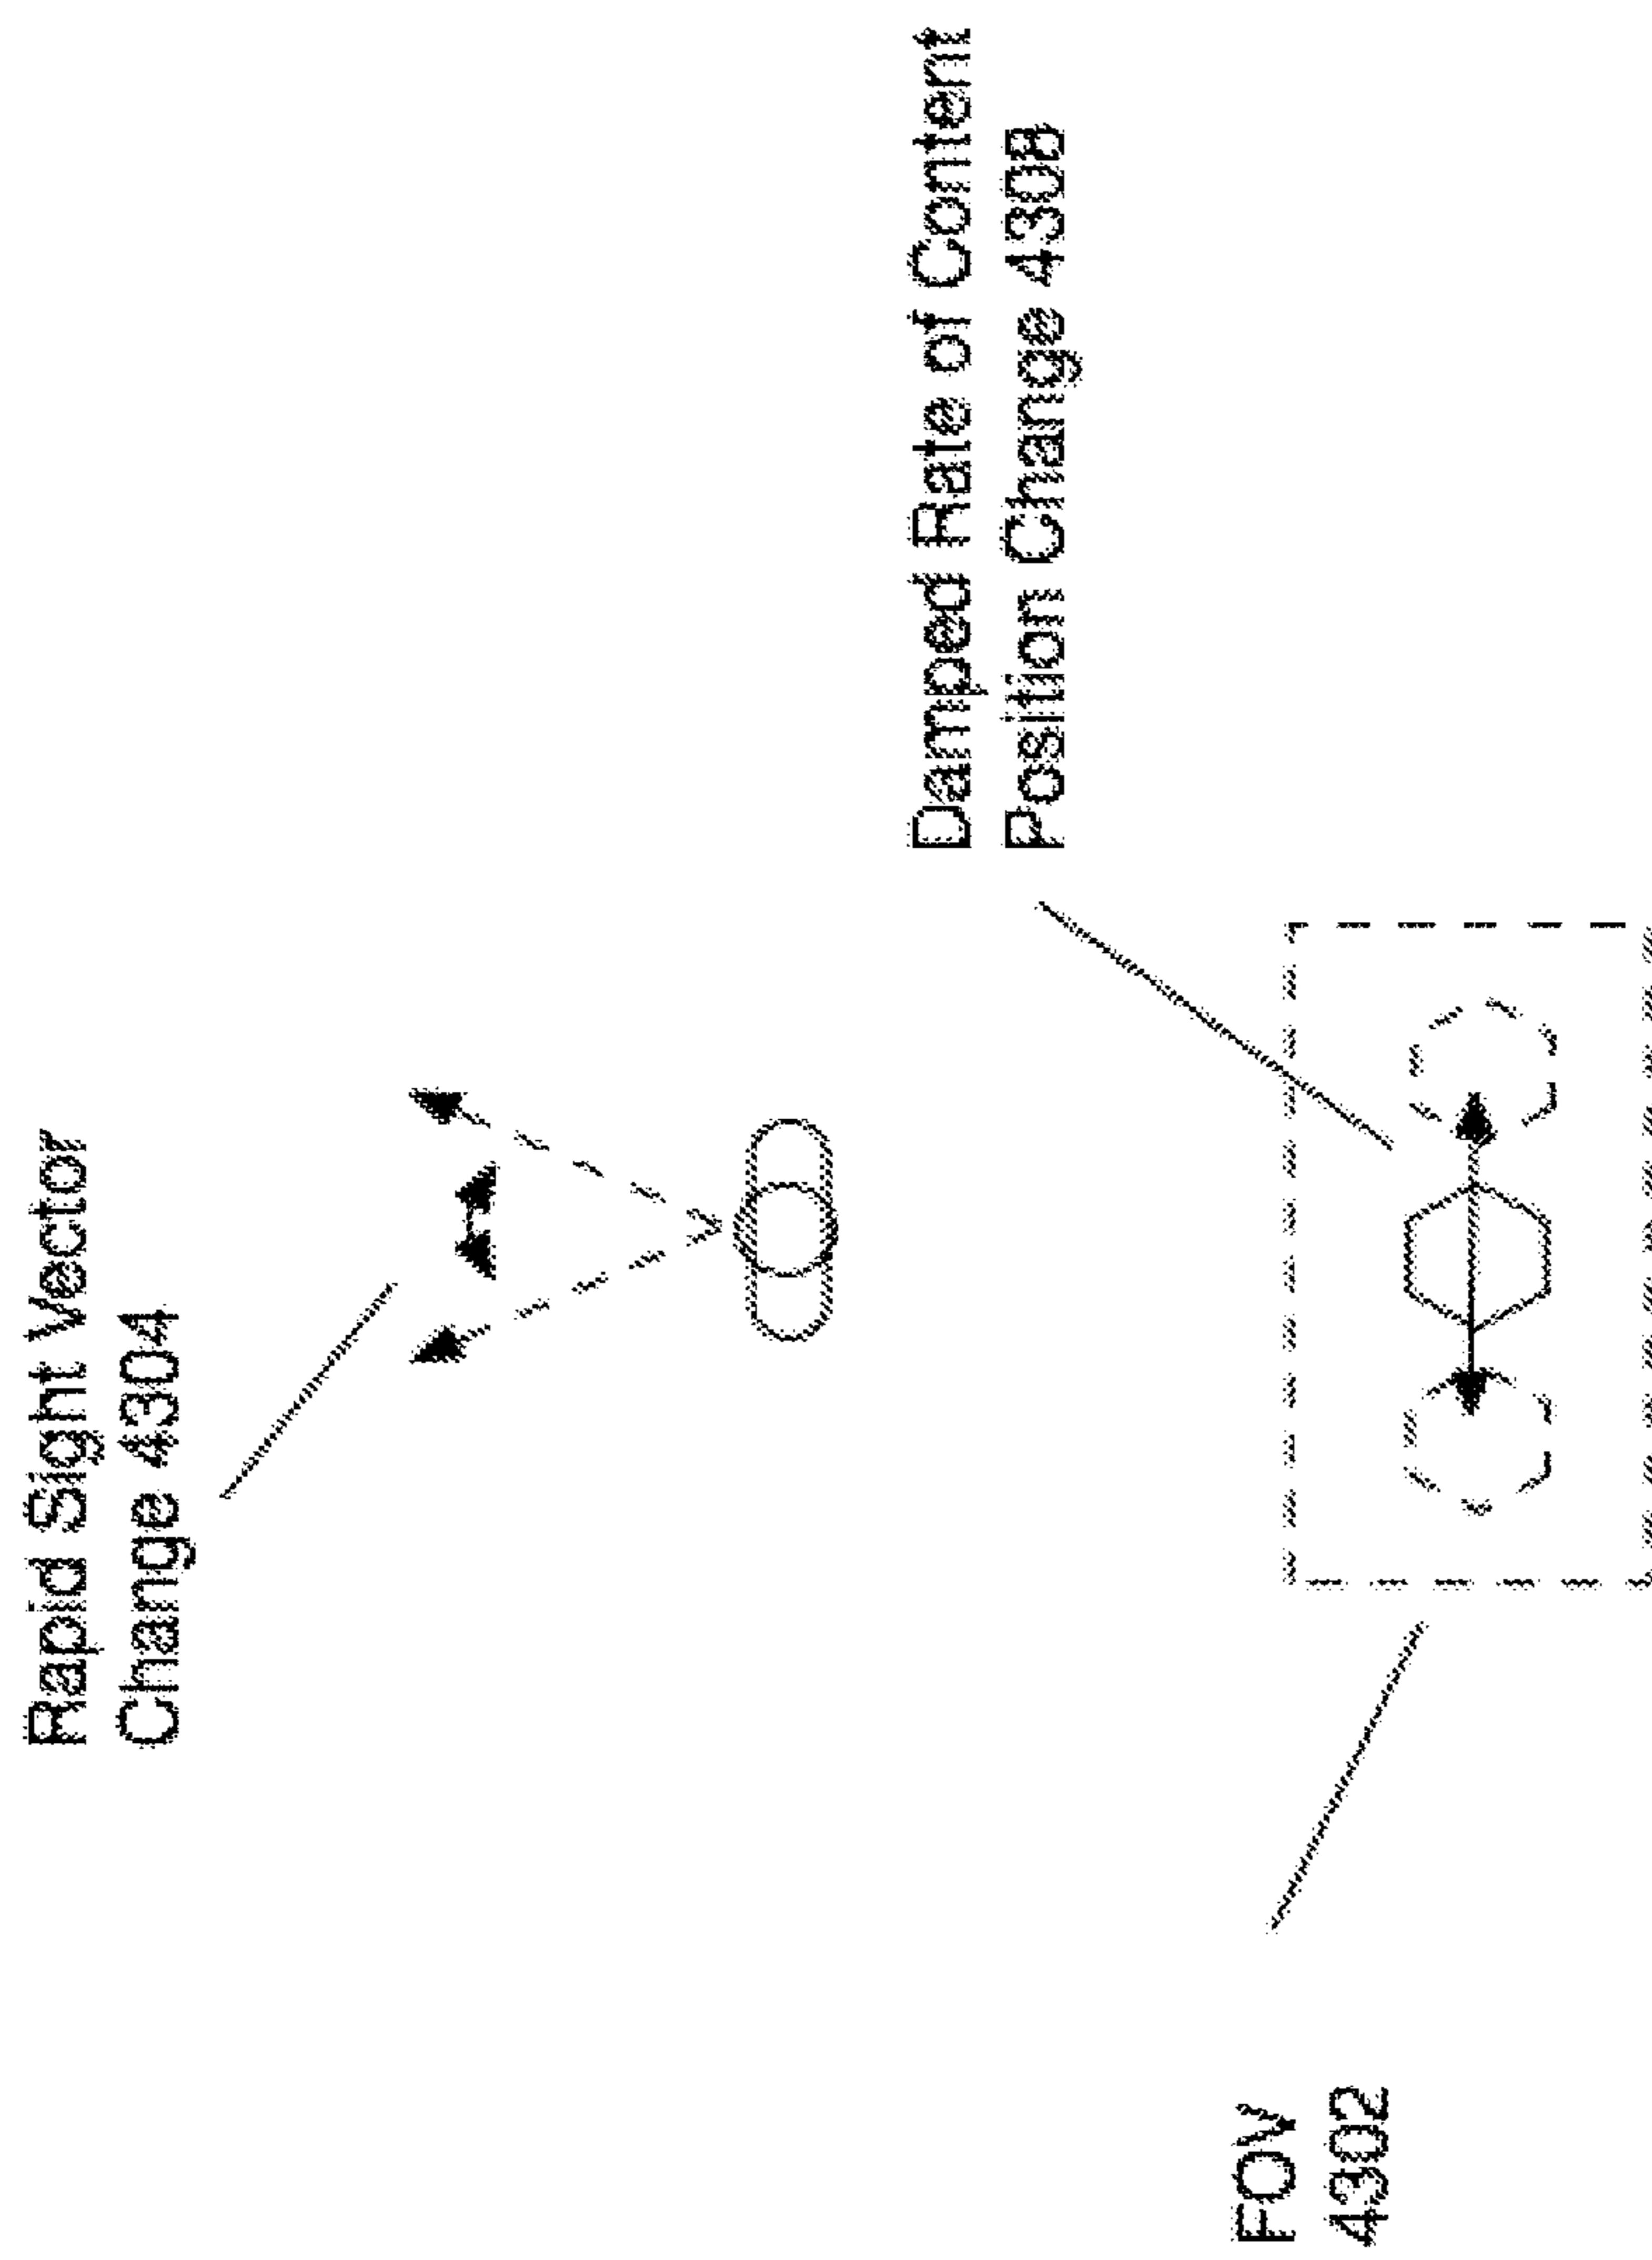 Rapid Sight Vector
Change 4304
Damped Rate of Content
Position Change 4308
FOV
4302